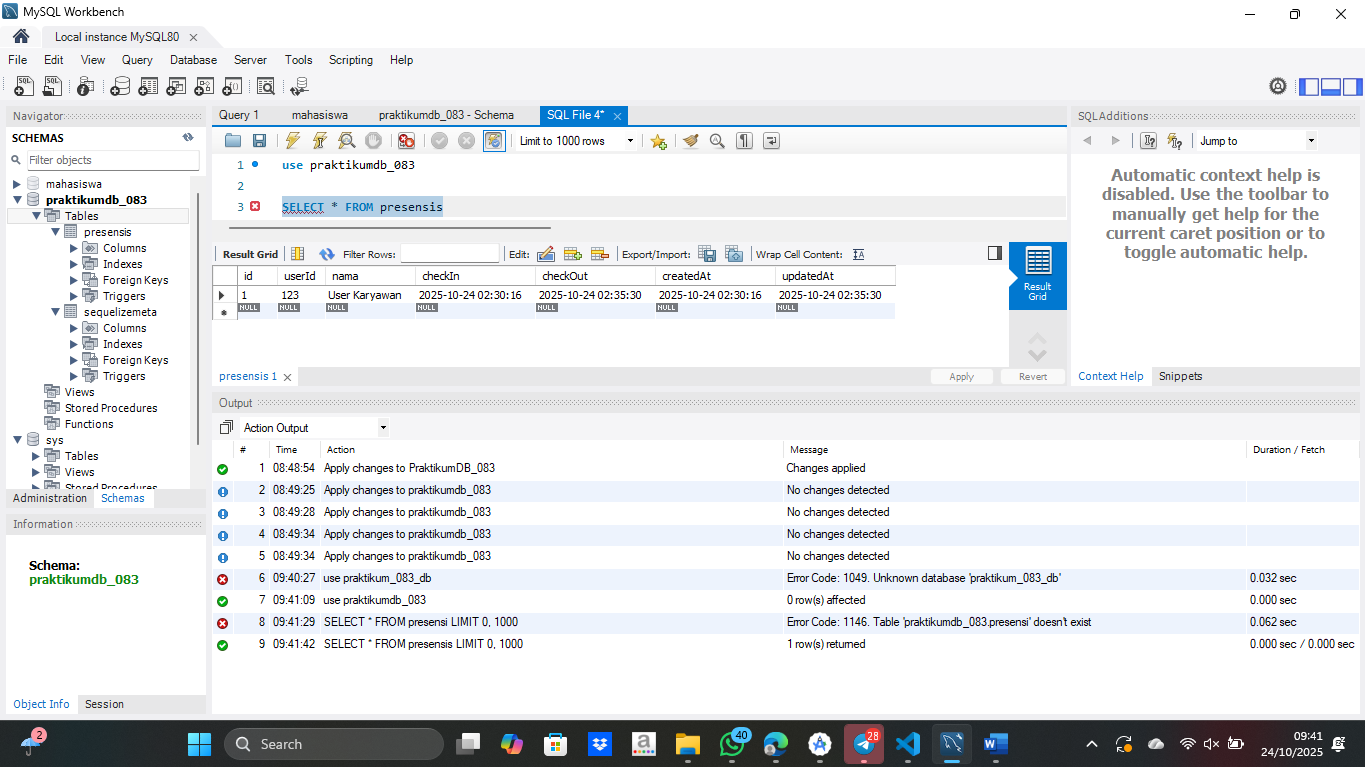 MySQL Workbench
Local instance MySQL80
File Edit View Query Database Server Tools Scripting Help
Navigator
SCHEMAS
Filter objects
mahasiswa
praktikumdb_083
Tables
presensis
Columns
Indexes
Foreign Keys
Triggers
sequelizemeta
Columns
Indexes
Foreign Keys
Triggers
Views
Stored Procedures
Functions
sys
Tables
Views
Stored Procedures
Administration Schemas
Information
Schema:
praktikumdb_083
Object Info Session
Query 1 mahasiswa praktikumdb_083 - Schema SQL File 4*
Limit to 1000 rows
1 use praktikumdb_083
2
3 SELECT * FROM presensis
Result Grid Filter Rows: Edit: Export/Import: Wrap Cell Content:
id userId nama checkIn checkOut createdAt updatedAt
1 123 User Karyawan 2025-10-24 02:30:16 2025-10-24 02:35:30 2025-10-24 02:30:16 2025-10-24 02:35:30
NULL NULL NULL NULL NULL NULL NULL
Result
Grid
presensis 1
Apply Revert
SQLAdditions
Jump to
Automatic context help is
disabled. Use the toolbar to
manually get help for the
current caret position or to
toggle automatic help.
Context Help Snippets
Output
Action Output
# Time Action Message Duration / Fetch
1 08:48:54 Apply changes to PraktikumDB_083 Changes applied
2 08:49:25 Apply changes to praktikumdb_083 No changes detected
3 08:49:28 Apply changes to praktikumdb_083 No changes detected
4 08:49:34 Apply changes to praktikumdb_083 No changes detected
5 08:49:34 Apply changes to praktikumdb_083 No changes detected
6 09:40:27 use praktikum_083_db Error Code: 1049. Unknown database 'praktikum_083_db' 0.032 sec
7 09:41:09 use praktikumdb_083 0 row(s) affected 0.000 sec
8 09:41:29 SELECT * FROM presensi LIMIT 0, 1000 Error Code: 1146. Table 'praktikumdb_083.presensi' doesn't exist 0.062 sec
9 09:41:42 SELECT * FROM presensis LIMIT 0, 1000 1 row(s) returned 0.000 sec / 0.000 sec
2
Search
40
28
09:41
24/10/2025